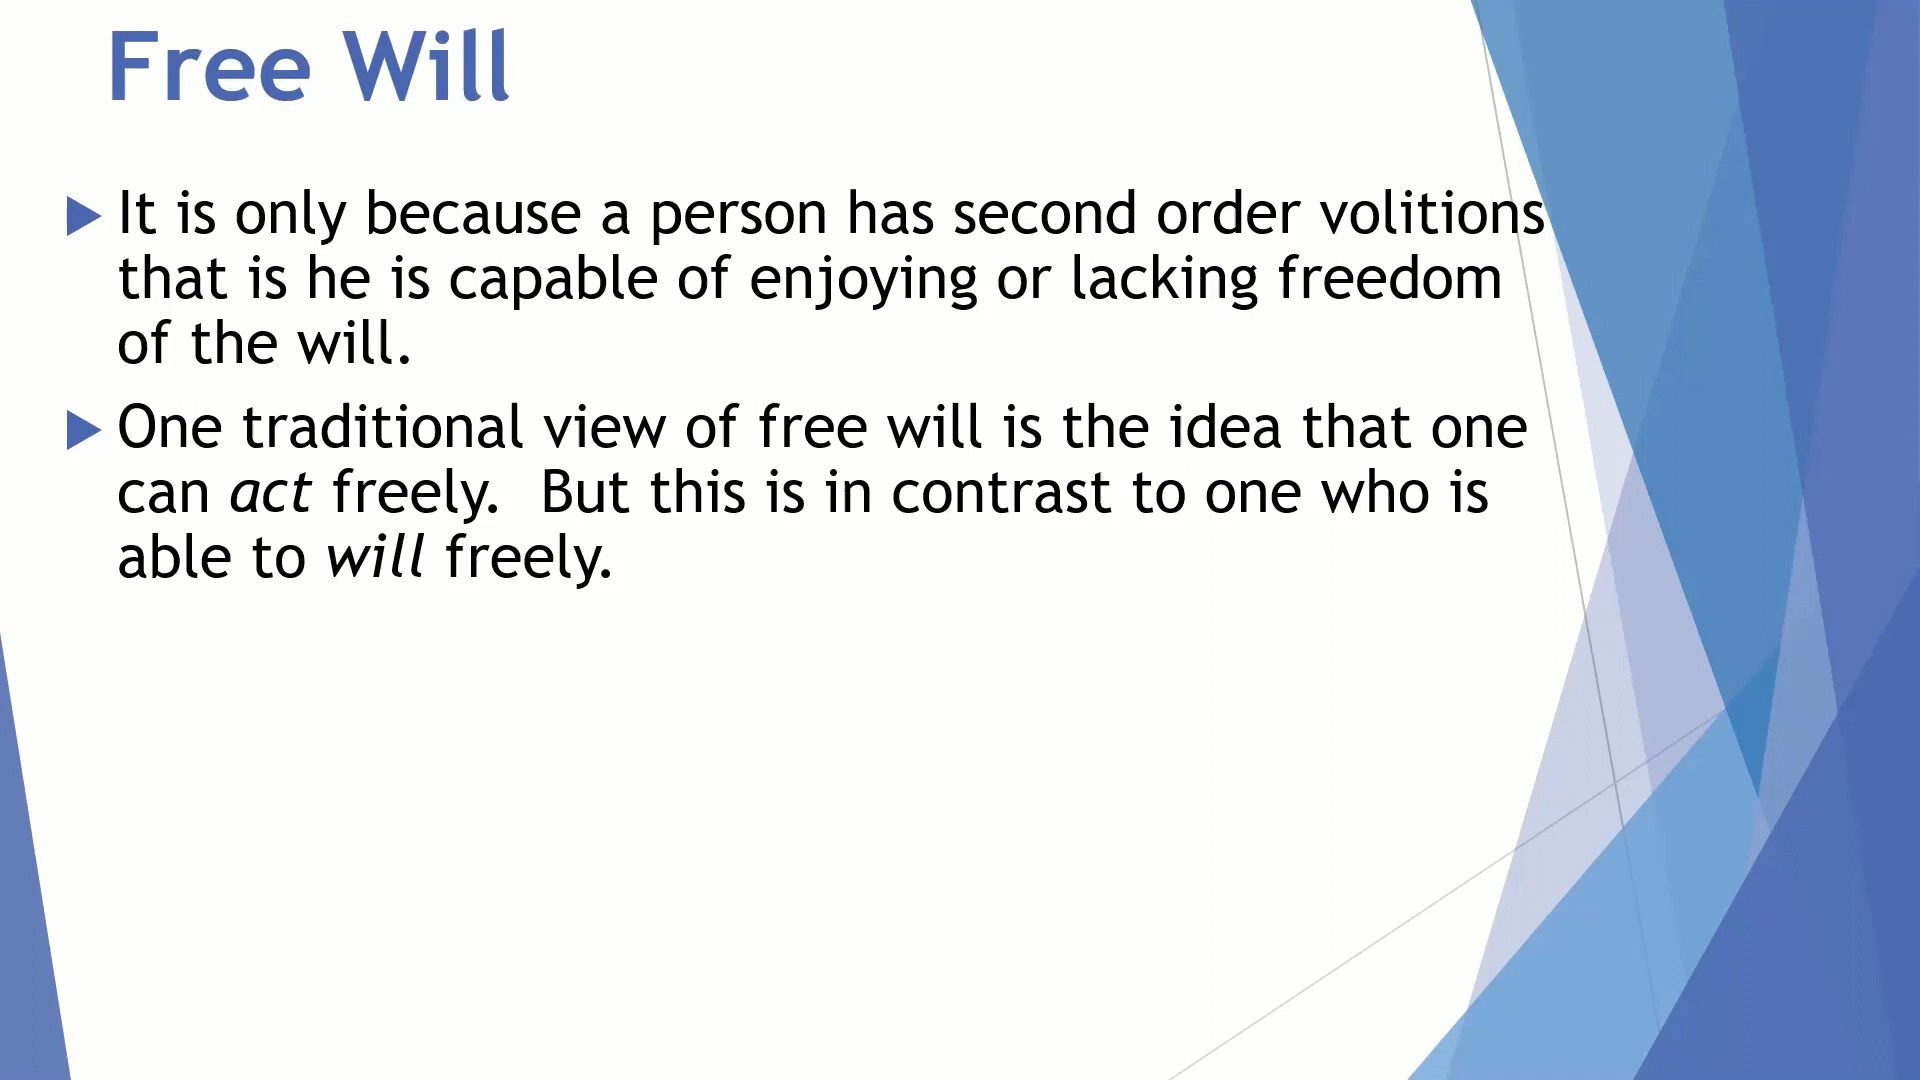 Free Will
It is only because a person has second order volitions
that is he is capable of enjoying or lacking freedom
of the will.
One traditional view of free will is the idea that one
can act freely.  But this is in contrast to one who is
able to will freely.